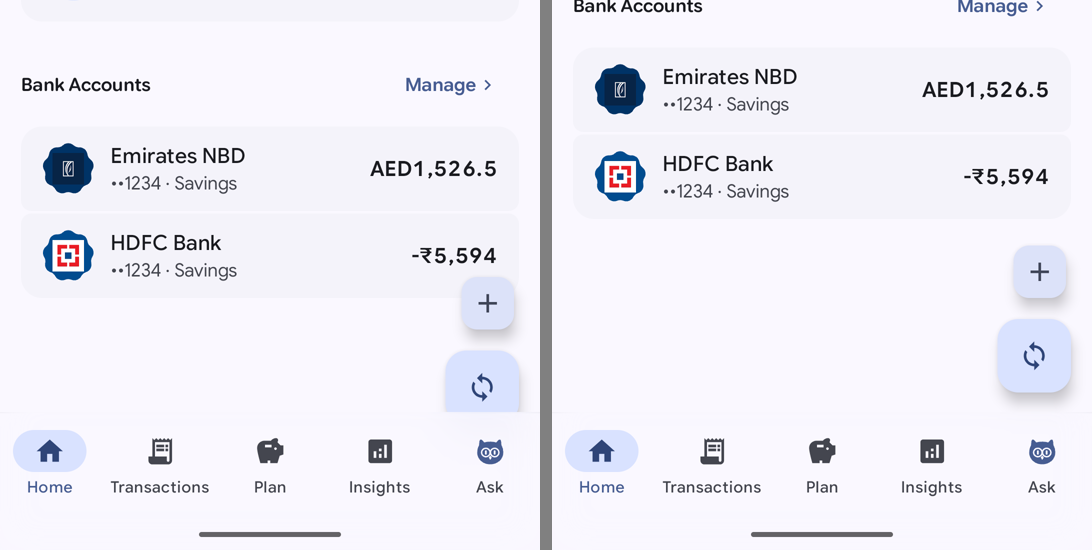 Bank Accounts
Manage
Emirates NBD
••1234 · Savings
AED1,526.5
HDFC Bank
••1234 · Savings
-₹5,594
Home
Transactions
Plan
Insights
Ask
Bank Accounts
Manage
Emirates NBD
••1234 · Savings
AED1,526.5
HDFC Bank
••1234 · Savings
-₹5,594
Home
Transactions
Plan
Insights
Ask